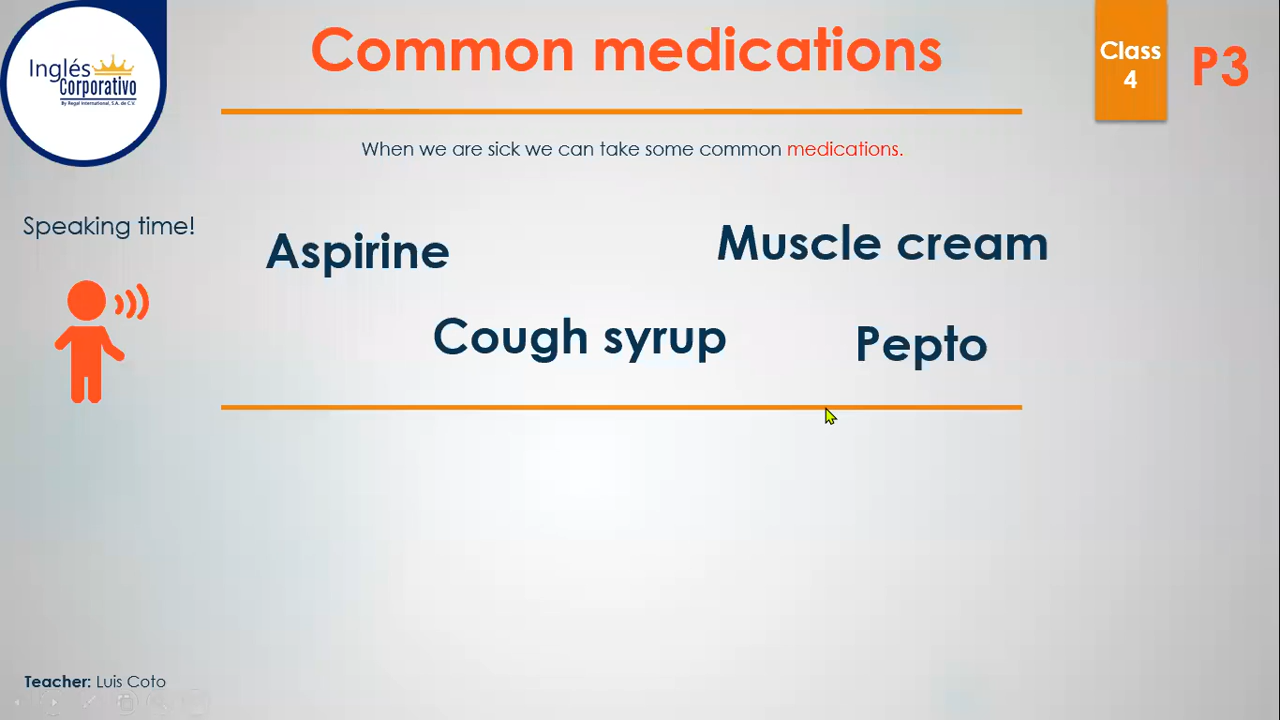 Inglés
Corporativo
By Regal International, S.A. de C.V.
Common medications
Class
4
P3
When we are sick we can take some common medications.
Speaking time!
Aspirine
Muscle cream
Cough syrup
Pepto
Teacher: Luis Coto